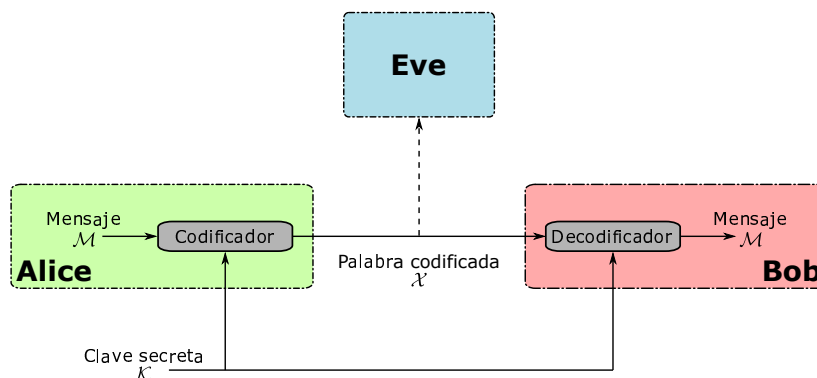 Eve
Mensaje
𝓜
Codificador
Alice
Palabra codificada
𝒳
Decodificador
Mensaje
𝓜
Bob
Clave secreta
𝒦